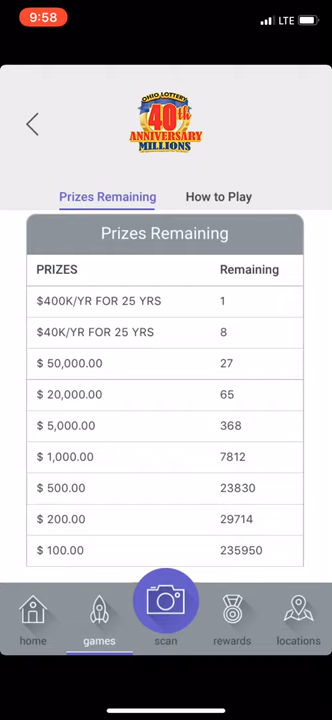 9:58
LTE
OHIO LOTTERY
40th
ANNIVERSARY
MILLIONS
Prizes Remaining How to Play
Prizes Remaining
PRIZES Remaining
$400K/YR FOR 25 YRS 1
$40K/YR FOR 25 YRS 8
$ 50,000.00 27
$ 20,000.00 65
$ 5,000.00 368
$ 1,000.00 7812
$ 500.00 23830
$ 200.00 29714
$ 100.00 235950
home games scan rewards locations